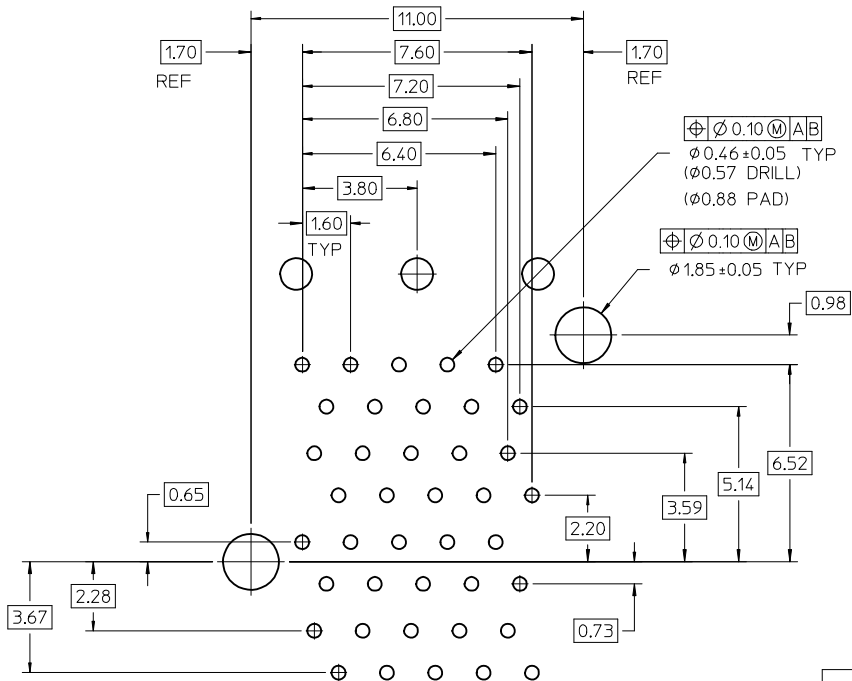 11.00
1.70
7.60
1.70
REF
REF
7.20
6.80
⌖ Ø 0.10 Ⓜ A B
6.40
Ø0.46±0.05 TYP
(Ø0.57 DRILL)
3.80
(Ø0.88 PAD)
1.60
TYP
⌖ Ø 0.10 Ⓜ A B
Ø1.85±0.05 TYP
0.98
6.52
5.14
3.59
0.65
2.20
2.28
3.67
0.73